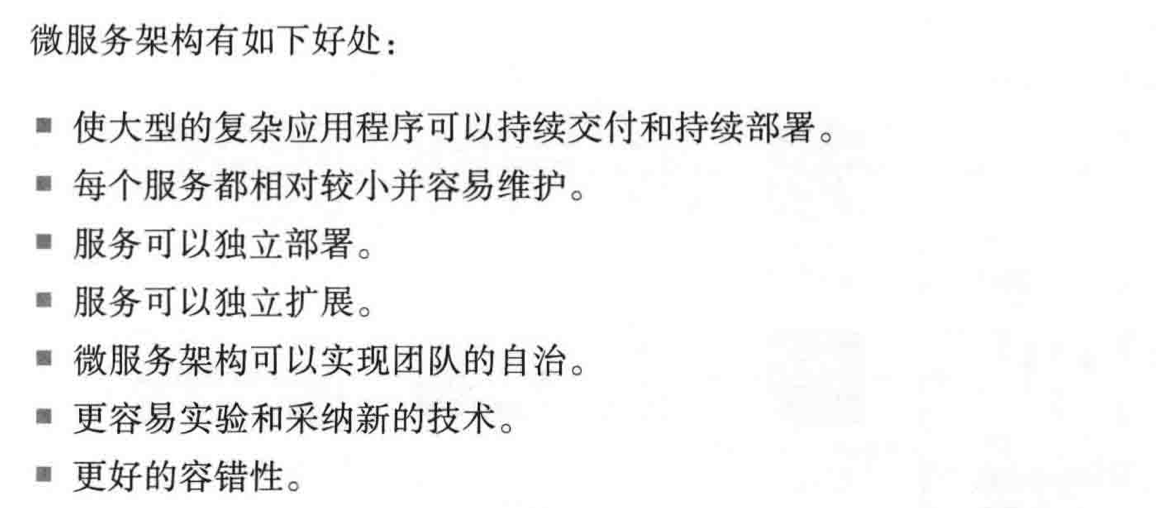 微服务架构有如下好处：
■ 使大型的复杂应用程序可以持续交付和持续部署。
■ 每个服务都相对较小并容易维护。
■ 服务可以独立部署。
■ 服务可以独立扩展。
■ 微服务架构可以实现团队的自治。
■ 更容易实验和采纳新的技术。
■ 更好的容错性。